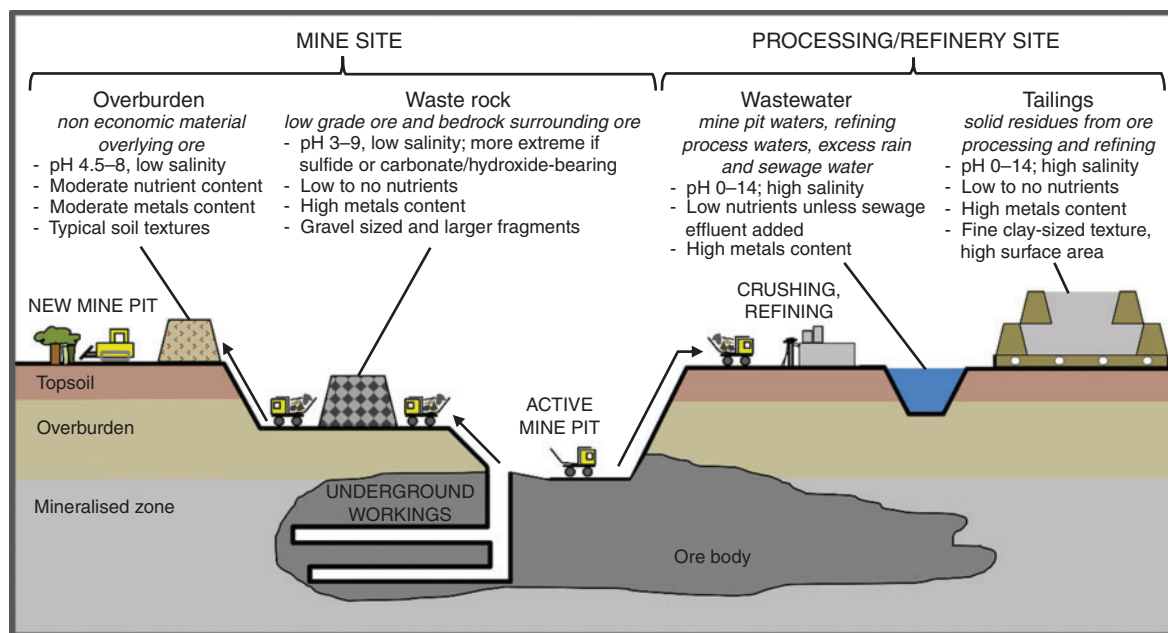 MINE SITE
PROCESSING/REFINERY SITE
Overburden
non economic material
overlying ore
- pH 4.5–8, low salinity
- Moderate nutrient content
- Moderate metals content
- Typical soil textures
Waste rock
low grade ore and bedrock surrounding ore
- pH 3–9, low salinity; more extreme if
sulfide or carbonate/hydroxide-bearing
- Low to no nutrients
- High metals content
- Gravel sized and larger fragments
Wastewater
mine pit waters, refining
process waters, excess rain
and sewage water
- pH 0–14; high salinity
- Low nutrients unless sewage
effluent added
- High metals content
Tailings
solid residues from ore
processing and refining
- pH 0–14; high salinity
- Low to no nutrients
- High metals content
- Fine clay-sized texture,
high surface area
NEW MINE PIT
CRUSHING,
REFINING
Topsoil
Overburden
ACTIVE
MINE PIT
Mineralised zone
UNDERGROUND
WORKINGS
Ore body